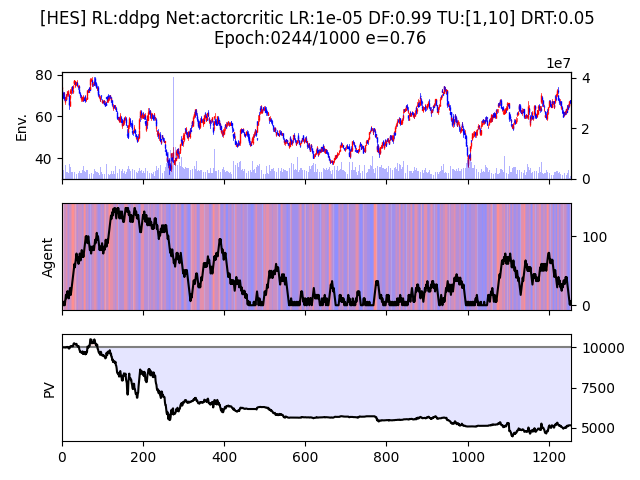 [HES] RL:ddpg Net:actorcritic LR:1e-05 DF:0.99 TU:[1,10] DRT:0.05
Epoch:0244/1000 e=0.76
1e7
80
60
40
Env.
4
2
0
Agent
100
0
PV
10000
7500
5000
0 200 400 600 800 1000 1200